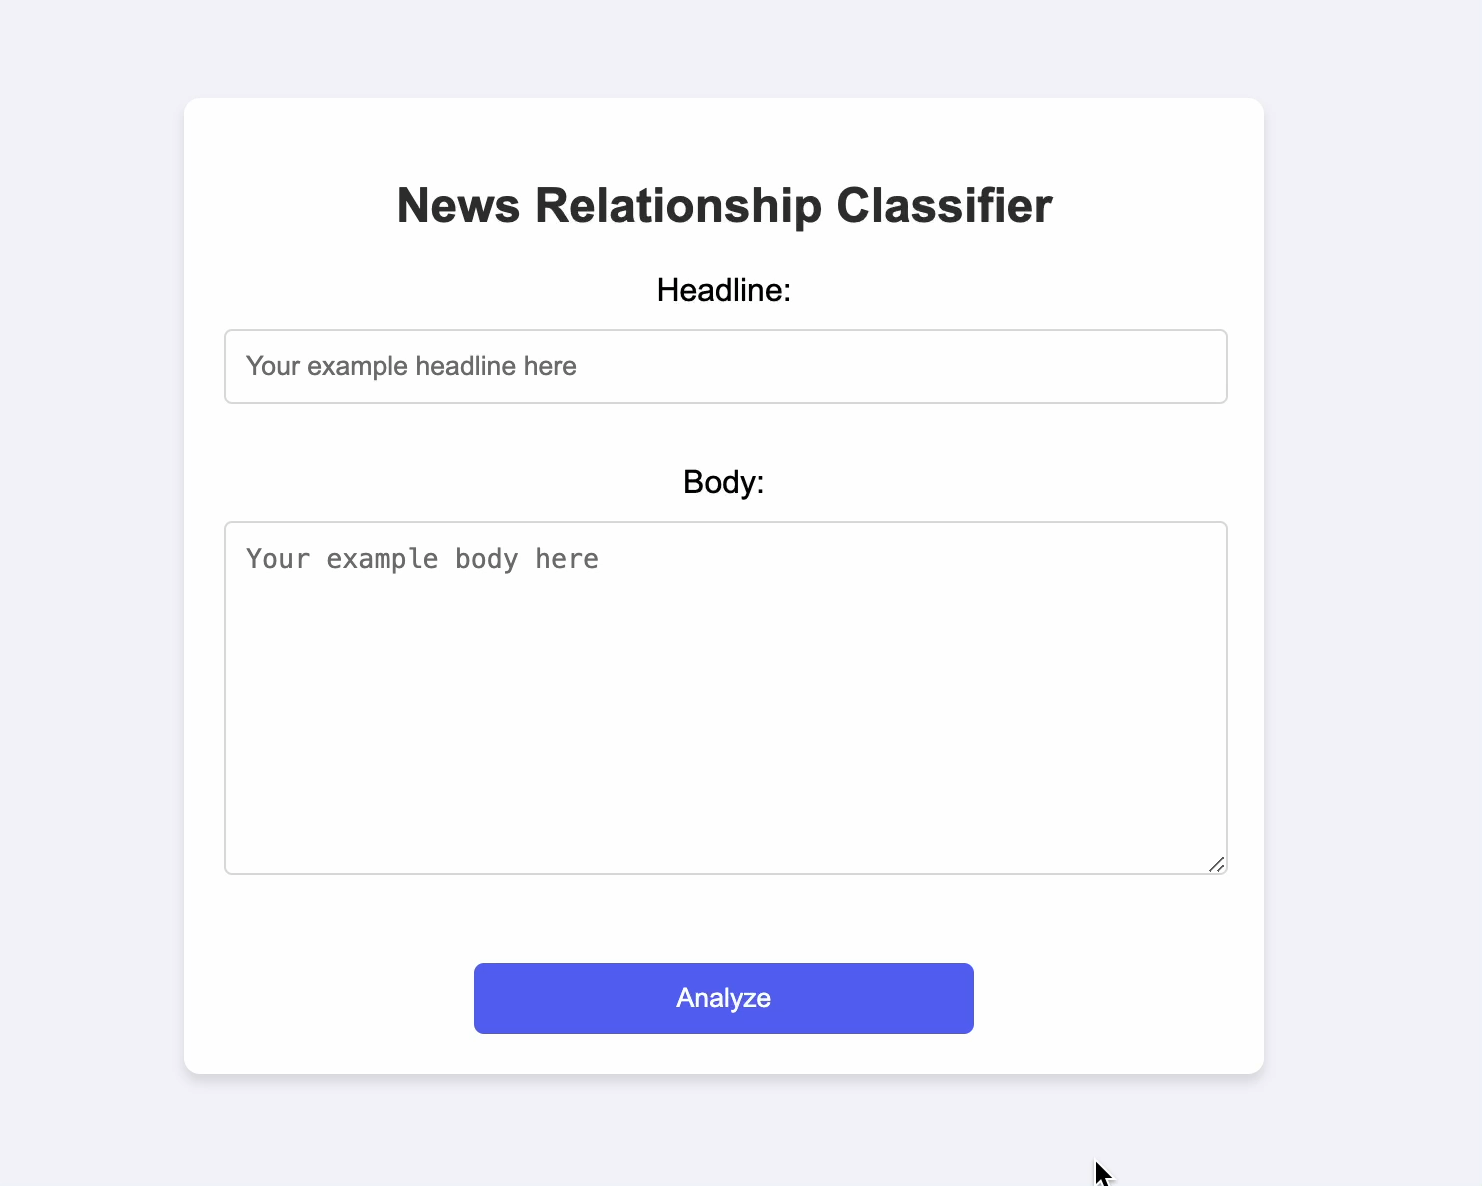 News Relationship Classifier
Headline:
Your example headline here
Body:
Your example body here
Analyze